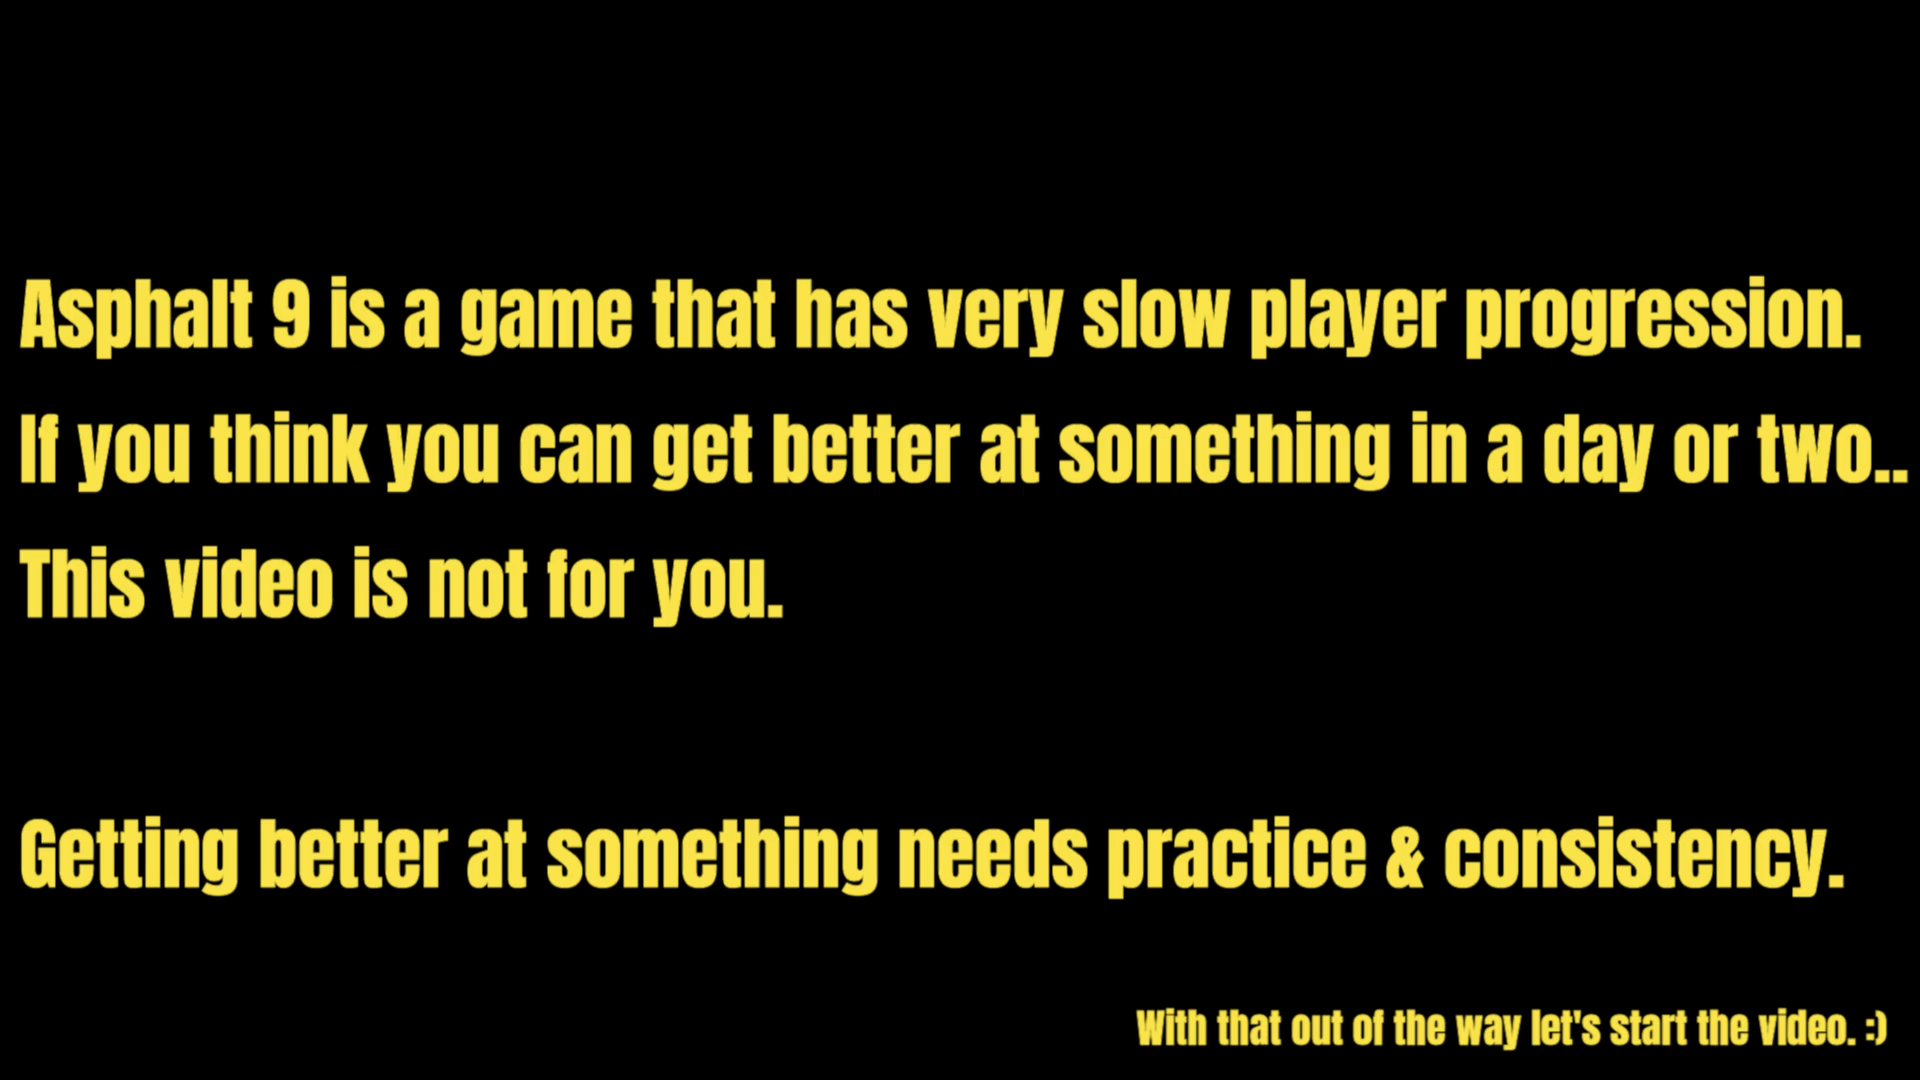 Asphalt 9 is a game that has very slow player progression.
If you think you can get better at something in a day or two..
This video is not for you.
Getting better at something needs practice & consistency.
With that out of the way let's start the video. :)